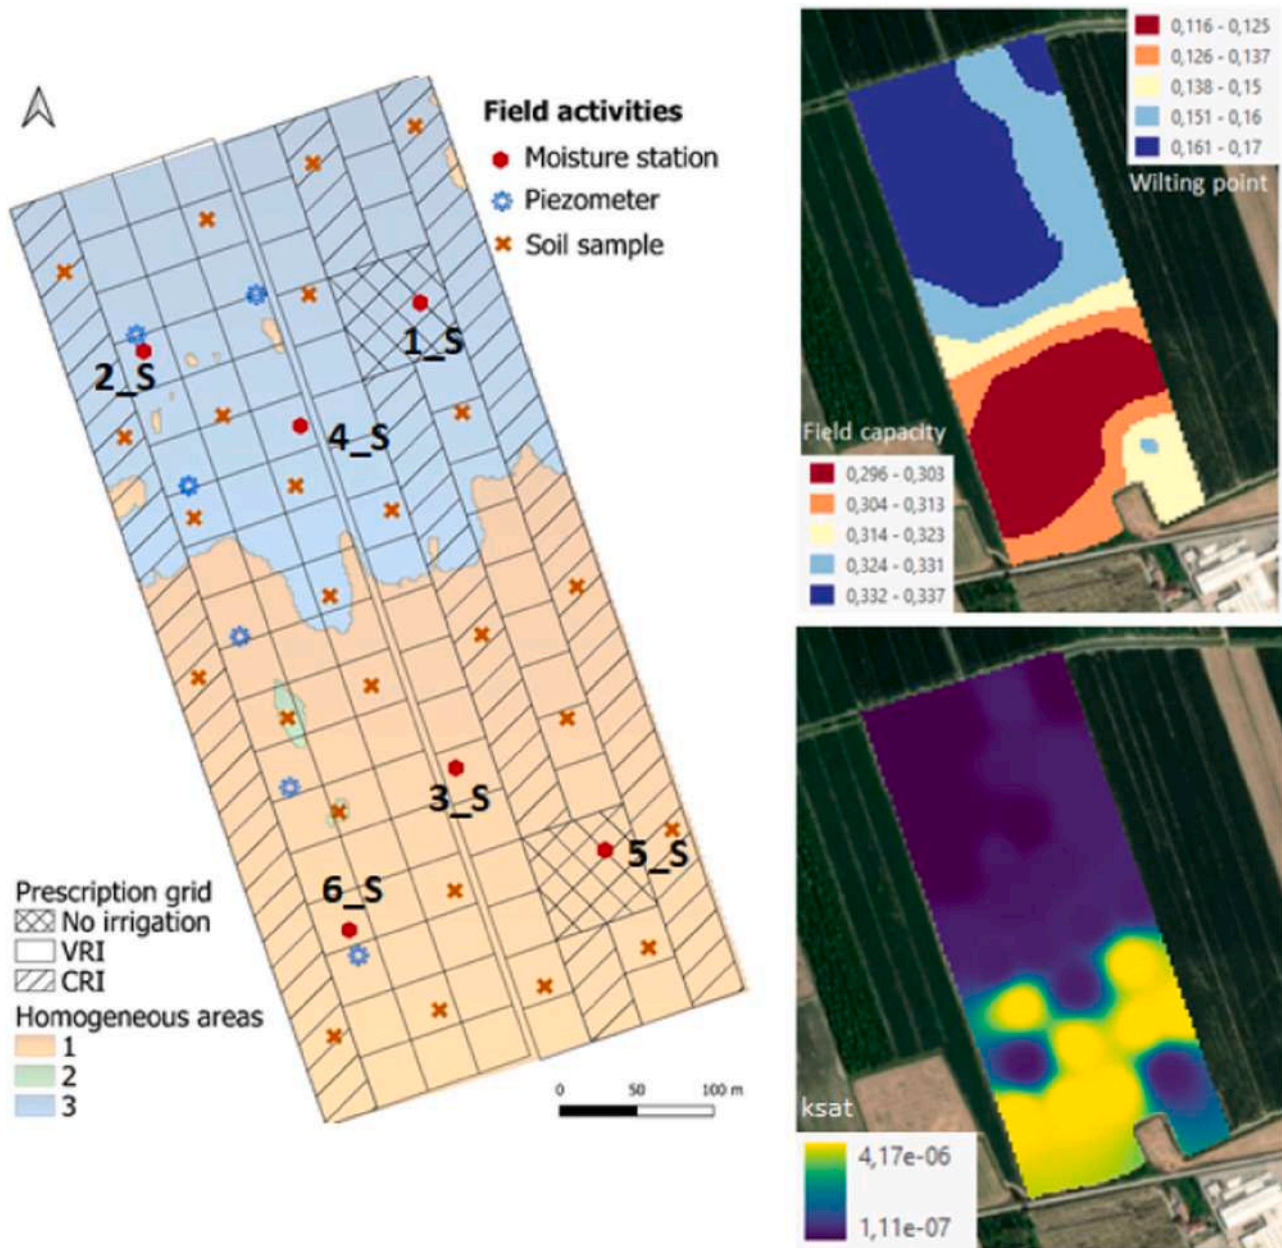 Field activities
Moisture station
Piezometer
Soil sample
1_S
2_S
4_S
3_S
5_S
6_S
Prescription grid
No irrigation
VRI
CRI
Homogeneous areas
1
2
3
0 50 100 m
0,116 - 0,125
0,126 - 0,137
0,138 - 0,15
0,151 - 0,16
0,161 - 0,17
Wilting point
Field capacity
0,296 - 0,303
0,304 - 0,313
0,314 - 0,323
0,324 - 0,331
0,332 - 0,337
ksat
4,17e-06
1,11e-07